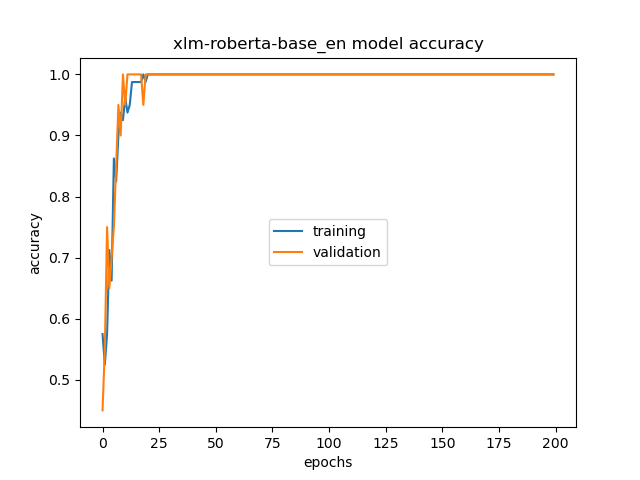 xlm-roberta-base_en model accuracy
1.0
0.9
0.8
0.7
0.6
0.5
accuracy
training
validation
0 25 50 75 100 125 150 175 200
epochs